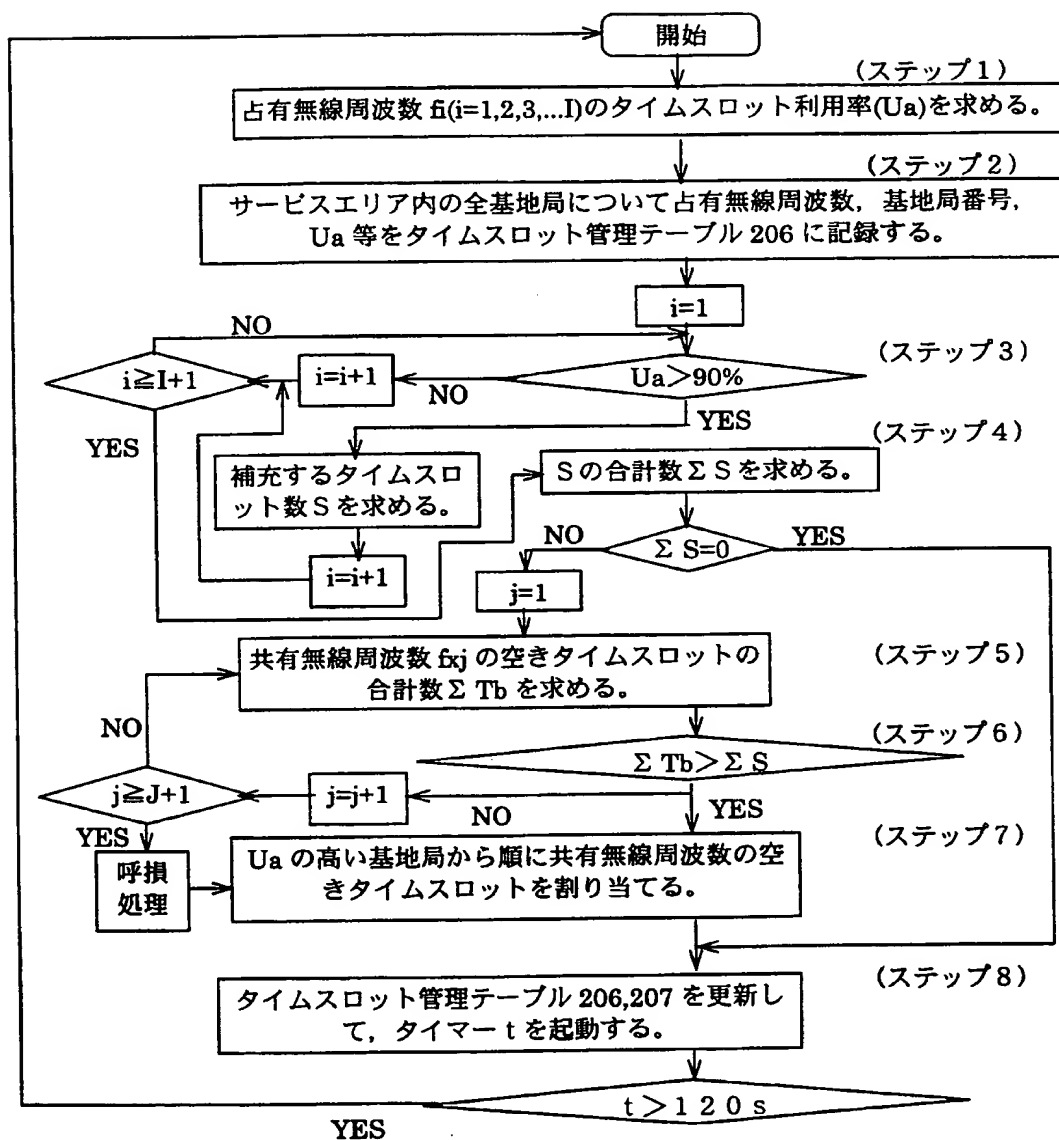 開始
(ステップ1)
占有無線周波数 fi(i=1,2,3,...I)のタイムスロット利用率(Ua)を求める。
(ステップ2)
サービスエリア内の全基地局について占有無線周波数，基地局番号，
Ua 等をタイムスロット管理テーブル 206 に記録する。
i=1
NO
(ステップ3)
i≧I+1
i=i+1
NO
Ua＞90%
YES
YES
(ステップ4)
補充するタイムスロ
ット数Sを求める。
Sの合計数Σ S を求める。
NO
YES
Σ S=0
i=i+1
j=1
共有無線周波数 fxj の空きタイムスロットの
合計数Σ Tb を求める。
(ステップ5)
NO
(ステップ6)
Σ Tb＞Σ S
j≧J+1
j=j+1
NO
YES
YES
(ステップ7)
呼損
処理
Ua の高い基地局から順に共有無線周波数の空
きタイムスロットを割り当てる。
(ステップ8)
タイムスロット管理テーブル 206,207 を更新し
て，タイマー t を起動する。
t＞１２０s
YES